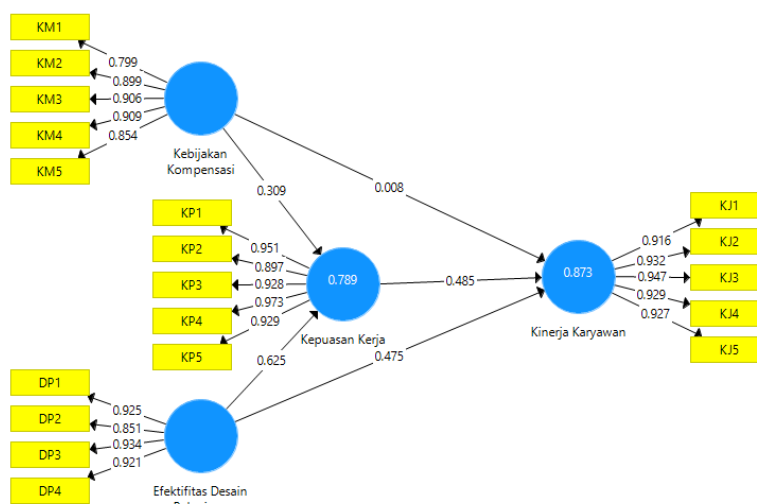 KM1
KM2
KM3
KM4
KM5
0.799
0.899
0.906
0.909
0.854
Kebijakan
Kompensasi
0.309
0.008
KP1
KP2
KP3
KP4
KP5
0.951
0.897
0.928
0.973
0.929
0.789
Kepuasan Kerja
0.485
0.873
Kinerja Karyawan
0.916
0.932
0.947
0.929
0.927
KJ1
KJ2
KJ3
KJ4
KJ5
0.625
0.475
DP1
DP2
DP3
DP4
0.925
0.851
0.934
0.921
Efektifitas Desain